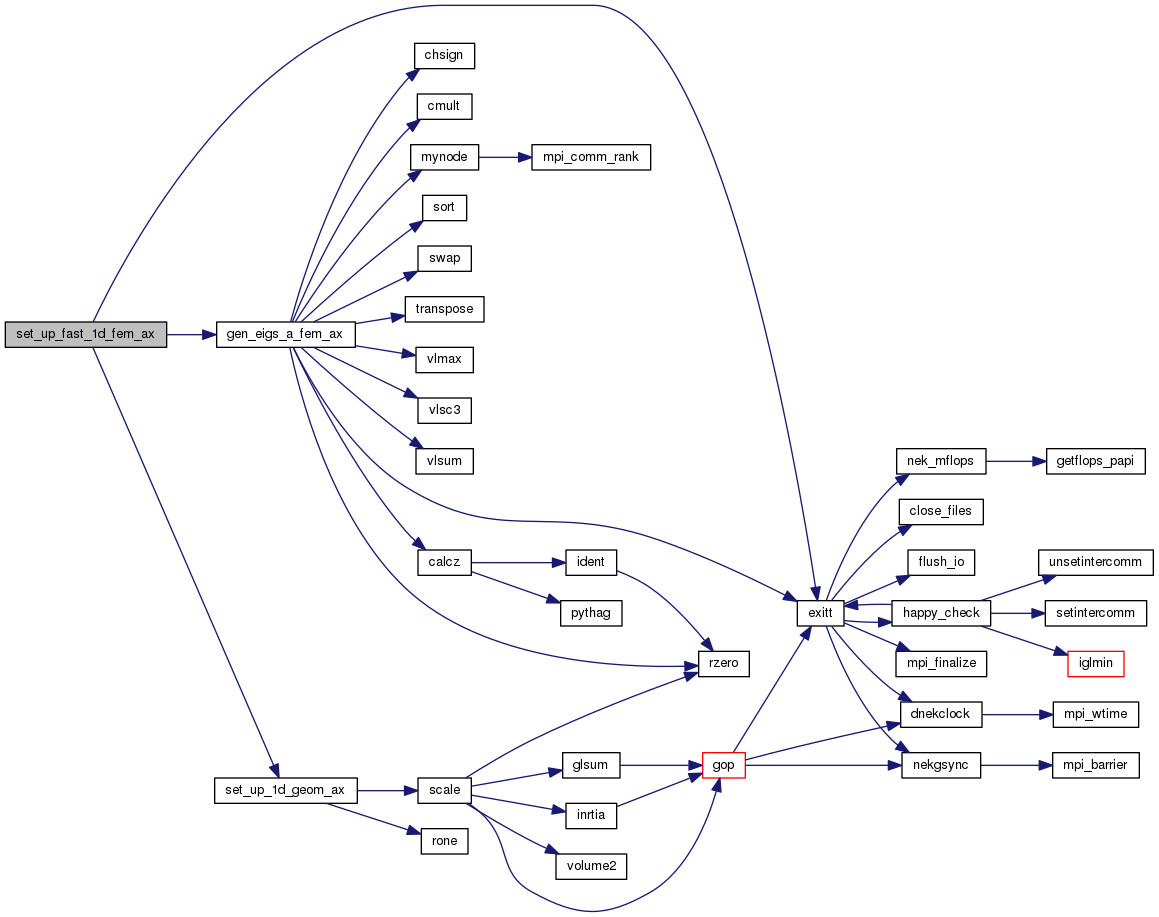 chsign
cmult
mynode
mpi_comm_rank
sort
swap
transpose
set_up_fast_1d_fem_ax
gen_eigs_a_fem_ax
vlmax
vlsc3
vlsum
nek_mflops
getflops_papi
close_files
calcz
ident
flush_io
unsetintercomm
pythag
exitt
happy_check
setintercomm
rzero
mpi_finalize
iglmin
dnekclock
mpi_wtime
glsum
gop
nekgsync
mpi_barrier
set_up_1d_geom_ax
scale
inrtia
rone
volume2